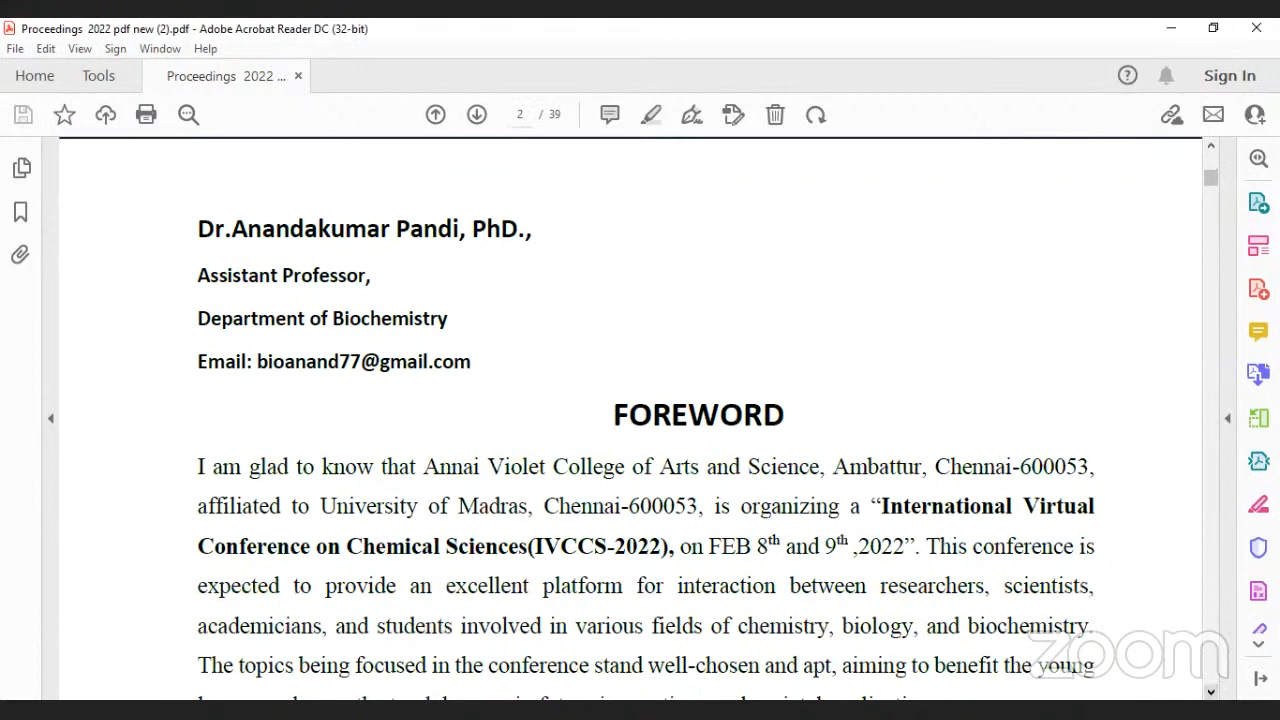 Proceedings 2022 pdf new (2).pdf - Adobe Acrobat Reader DC (32-bit)
File Edit View Sign Window Help
Home Tools Proceedings 2022 ... × Sign In
2 / 39
Dr.Anandakumar Pandi, PhD.,
Assistant Professor,
Department of Biochemistry
Email: bioanand77@gmail.com
FOREWORD
I am glad to know that Annai Violet College of Arts and Science, Ambattur, Chennai-600053,
affiliated to University of Madras, Chennai-600053, is organizing a “International Virtual
Conference on Chemical Sciences(IVCCS-2022), on FEB 8th and 9th ,2022”. This conference is
expected to provide an excellent platform for interaction between researchers, scientists,
academicians, and students involved in various fields of chemistry, biology, and biochemistry.
The topics being focused in the conference stand well-chosen and apt, aiming to benefit the young
zoom